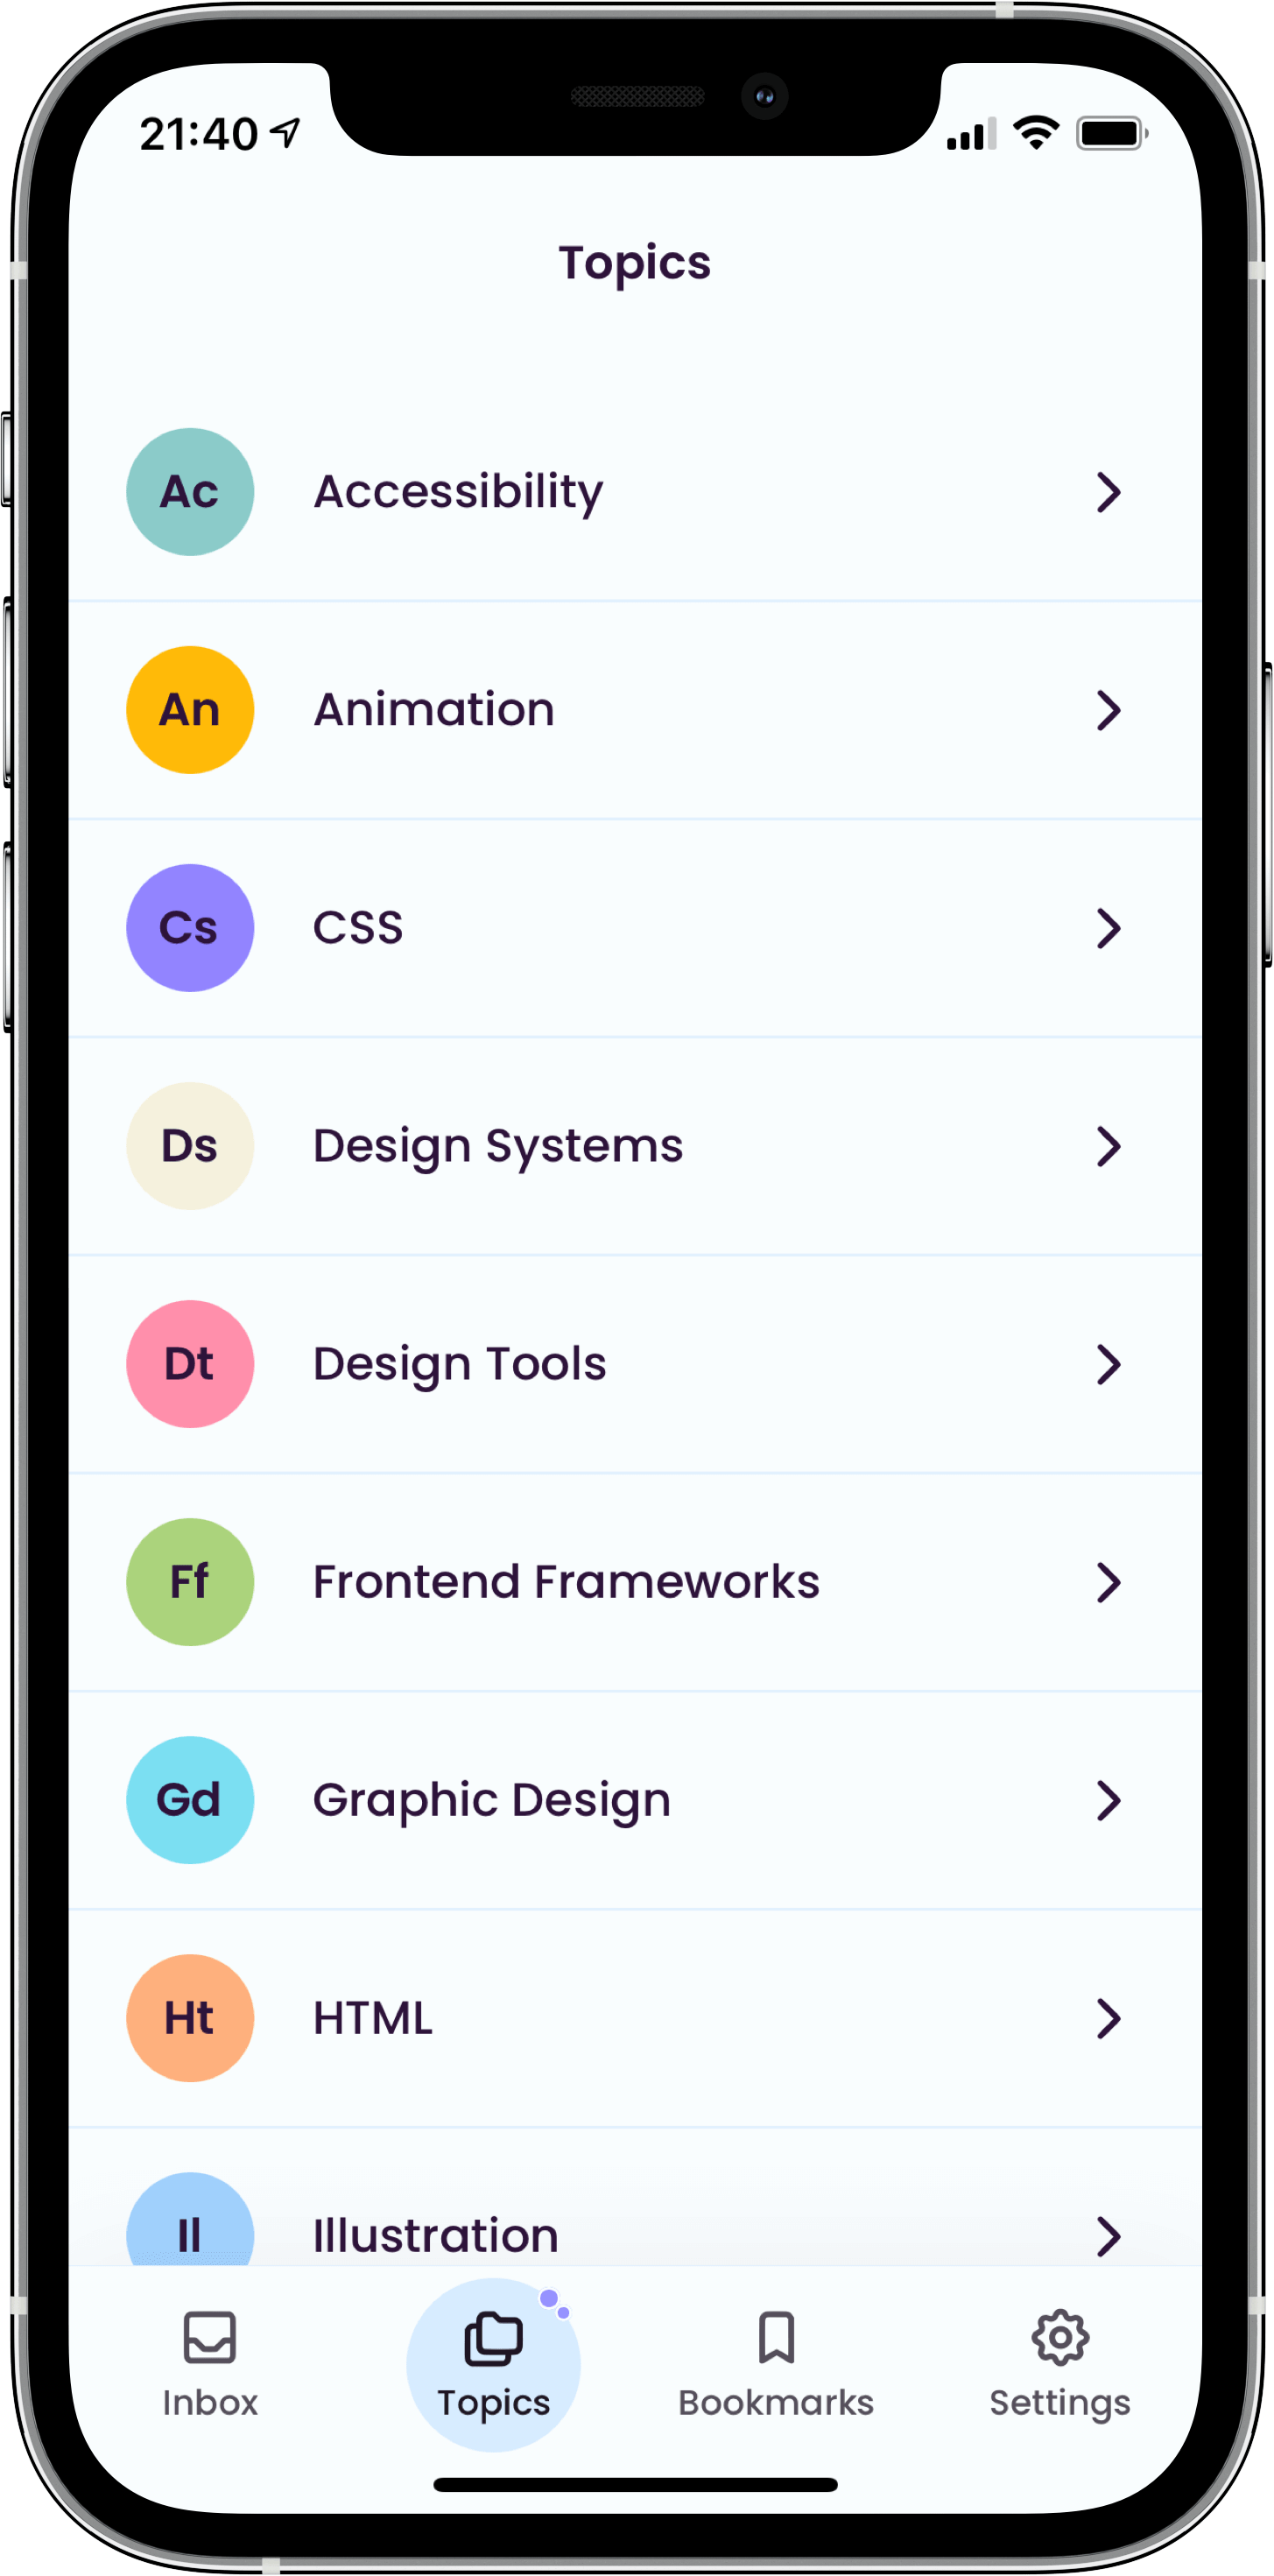 21:40
Topics
Ac Accessibility
An Animation
Cs CSS
Ds Design Systems
Dt Design Tools
Ff Frontend Frameworks
Gd Graphic Design
Ht HTML
Il Illustration
Inbox Topics Bookmarks Settings